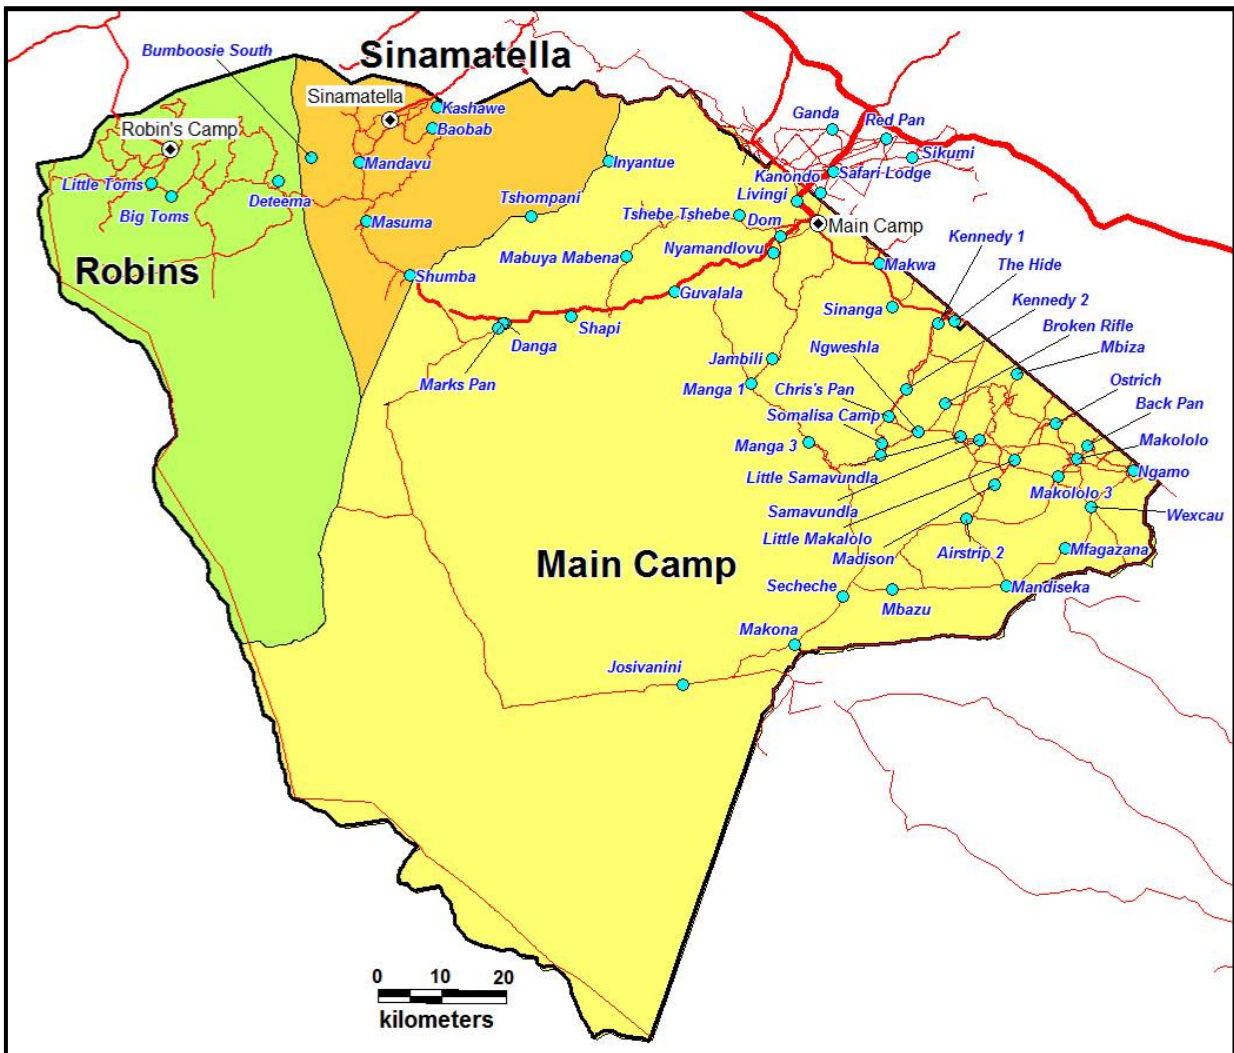 Sinamatella
Bumboosie South
Sinamatella
Kashawe
Ganda
Red Pan
Robin's Camp
Baobab
Sikumi
Mandavu
Inyantue
Kanondo
Safari Lodge
Little Toms
Deteema
Livingi
Big Toms
Tshompani
Tshebe Tshebe
Dom
Main Camp
Masuma
Kennedy 1
Nyamandlovu
Mabuya Mabena
Makwa
The Hide
Robins
Shumba
Guvalala
Kennedy 2
Sinanga
Shapi
Broken Rifle
Danga
Ngweshla
Mbiza
Jambili
Marks Pan
Manga 1
Chris's Pan
Ostrich
Back Pan
Somalisa Camp
Manga 3
Makololo
Little Samavundla
Ngamo
Makololo 3
Samavundla
Wexcau
Little Makalolo
Main Camp
Madison
Airstrip 2
Mfagazana
Secheche
Mandiseka
Mbazu
Makona
Josivanini
0 10 20
kilometers